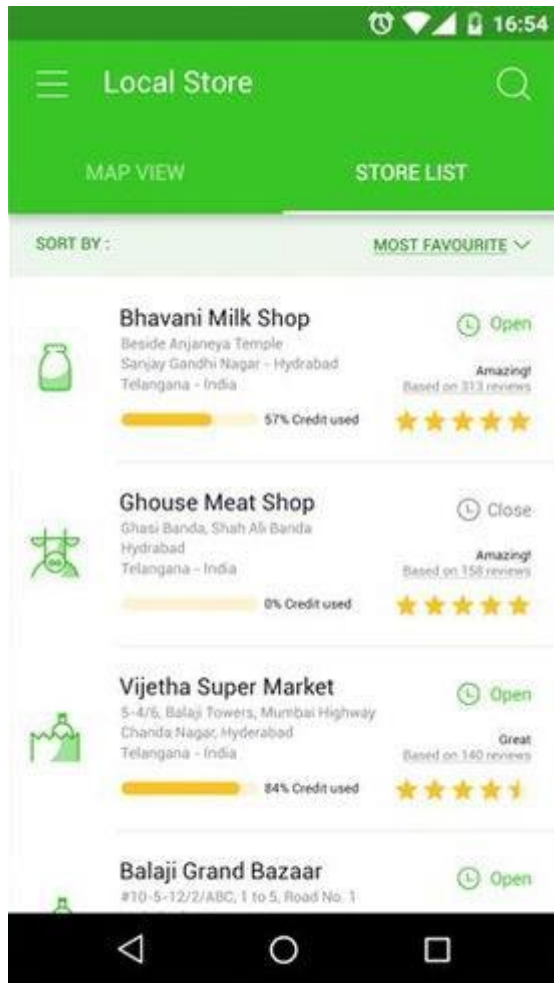 16:54
Local Store
MAP VIEW
STORE LIST
SORT BY :
MOST FAVOURITE
Bhavani Milk Shop
Open
Beside Anjaneya Temple
Sanjay Gandhi Nagar - Hydrabad
Telangana - India
Amazing!
Based on 313 reviews
57% Credit used
Ghouse Meat Shop
Close
Ghasi Banda, Shah Ali Banda
Hydrabad
Telangana - India
Amazing!
Based on 158 reviews
0% Credit used
Vijetha Super Market
Open
5-4/6, Balaji Towers, Mumbai Highway
Chanda Nagar, Hyderabad
Telangana - India
Great
Based on 140 reviews
84% Credit used
Balaji Grand Bazaar
Open
#10-5-12/2/ABC, 1 to 5, Road No. 1